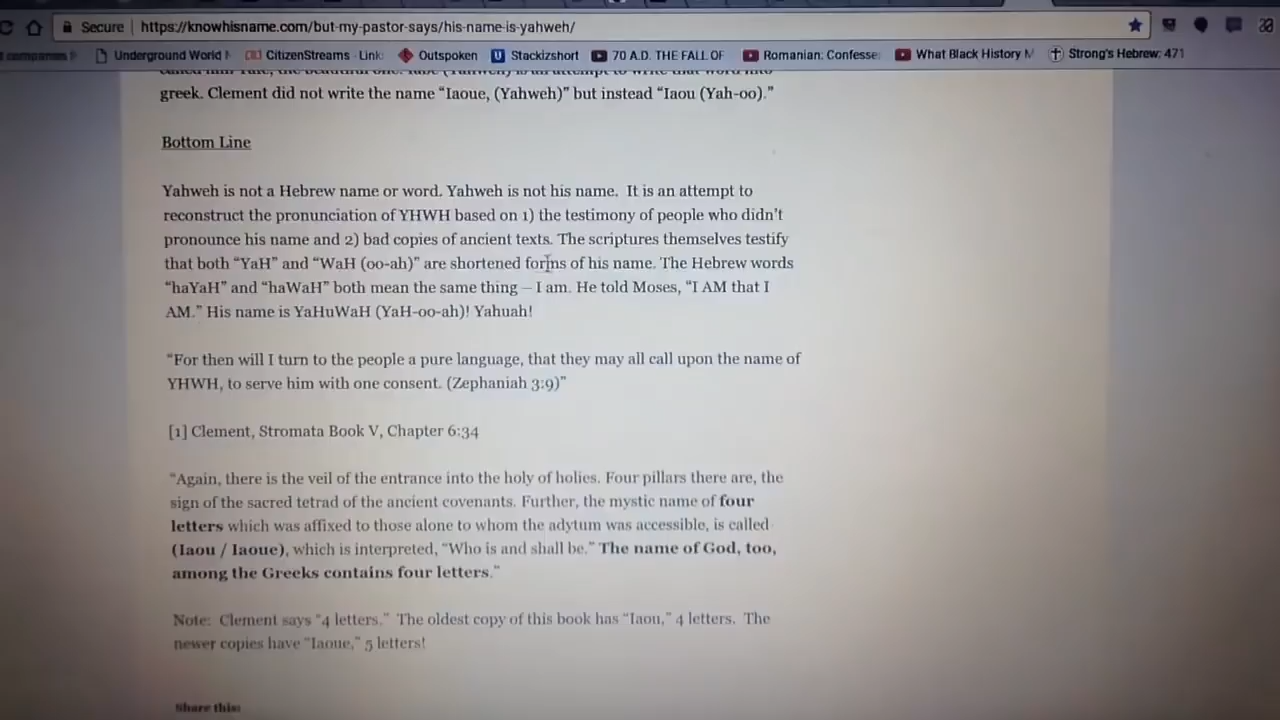 Secure https://knowhisname.com/but-my-pastor-says/his-name-is-yahweh/
Underground World CitizenStreams - Link Outspoken Stackizshort 70 A.D. THE FALL OF Romanian: Confesse What Black History M Strong's Hebrew: 471
greek. Clement did not write the name “Iaoue, (Yahweh)” but instead “Iaou (Yah-oo).”
Bottom Line
Yahweh is not a Hebrew name or word. Yahweh is not his name. It is an attempt to
reconstruct the pronunciation of YHWH based on 1) the testimony of people who didn’t
pronounce his name and 2) bad copies of ancient texts. The scriptures themselves testify
that both “YaH” and “WaH (oo-ah)” are shortened forms of his name. The Hebrew words
“haYaH” and “haWaH” both mean the same thing – I am. He told Moses, “I AM that I
AM.” His name is YaHuWaH (YaH-oo-ah)! Yahuah!
“For then will I turn to the people a pure language, that they may all call upon the name of
YHWH, to serve him with one consent. (Zephaniah 3:9)”
[1] Clement, Stromata Book V, Chapter 6:34
“Again, there is the veil of the entrance into the holy of holies. Four pillars there are, the
sign of the sacred tetrad of the ancient covenants. Further, the mystic name of four
letters which was affixed to those alone to whom the adytum was accessible, is called
(Iaou / Iaoue), which is interpreted, “Who is and shall be.” The name of God, too,
among the Greeks contains four letters.”
Note: Clement says “4 letters.” The oldest copy of this book has “Iaou,” 4 letters. The
newer copies have “Iaoue,” 5 letters!
Share this: